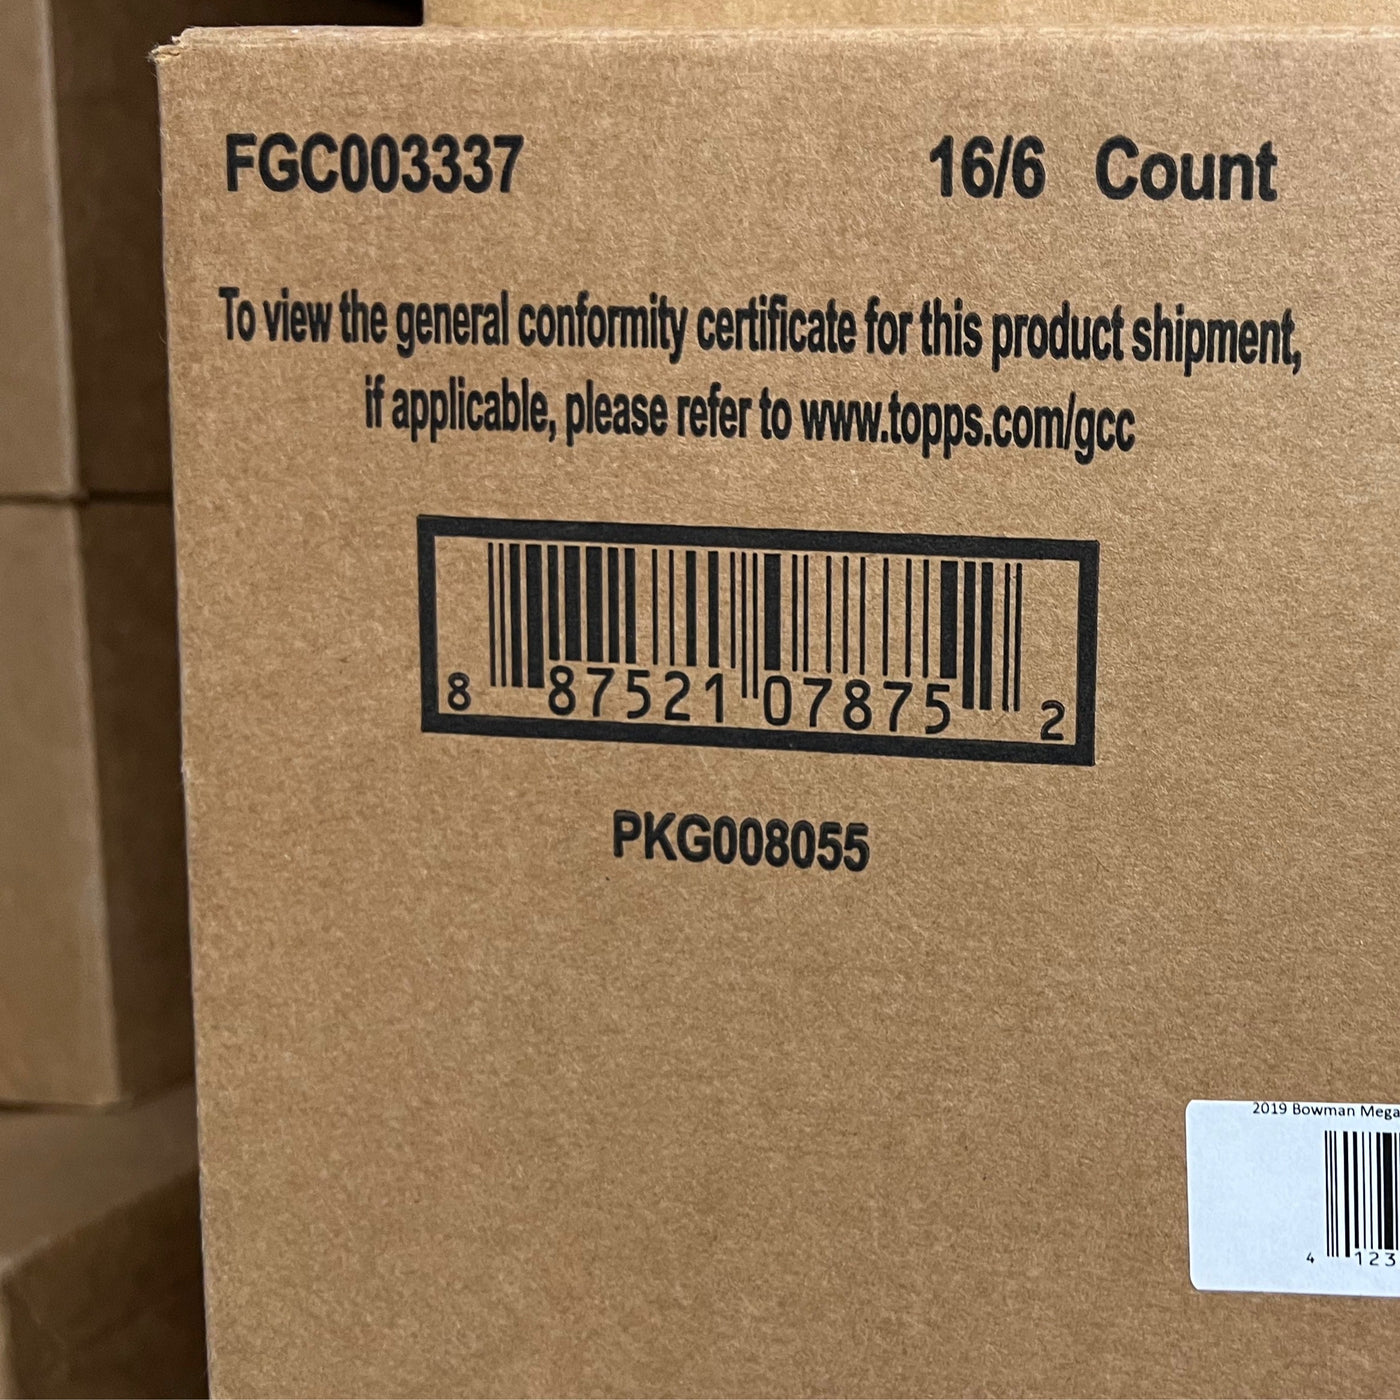 FGC003337 16/6 Count
To view the general conformity certificate for this product shipment,
if applicable, please refer to www.topps.com/gcc
8 87521 07875 2
PKG008055
2019 Bowman Mega
4 123